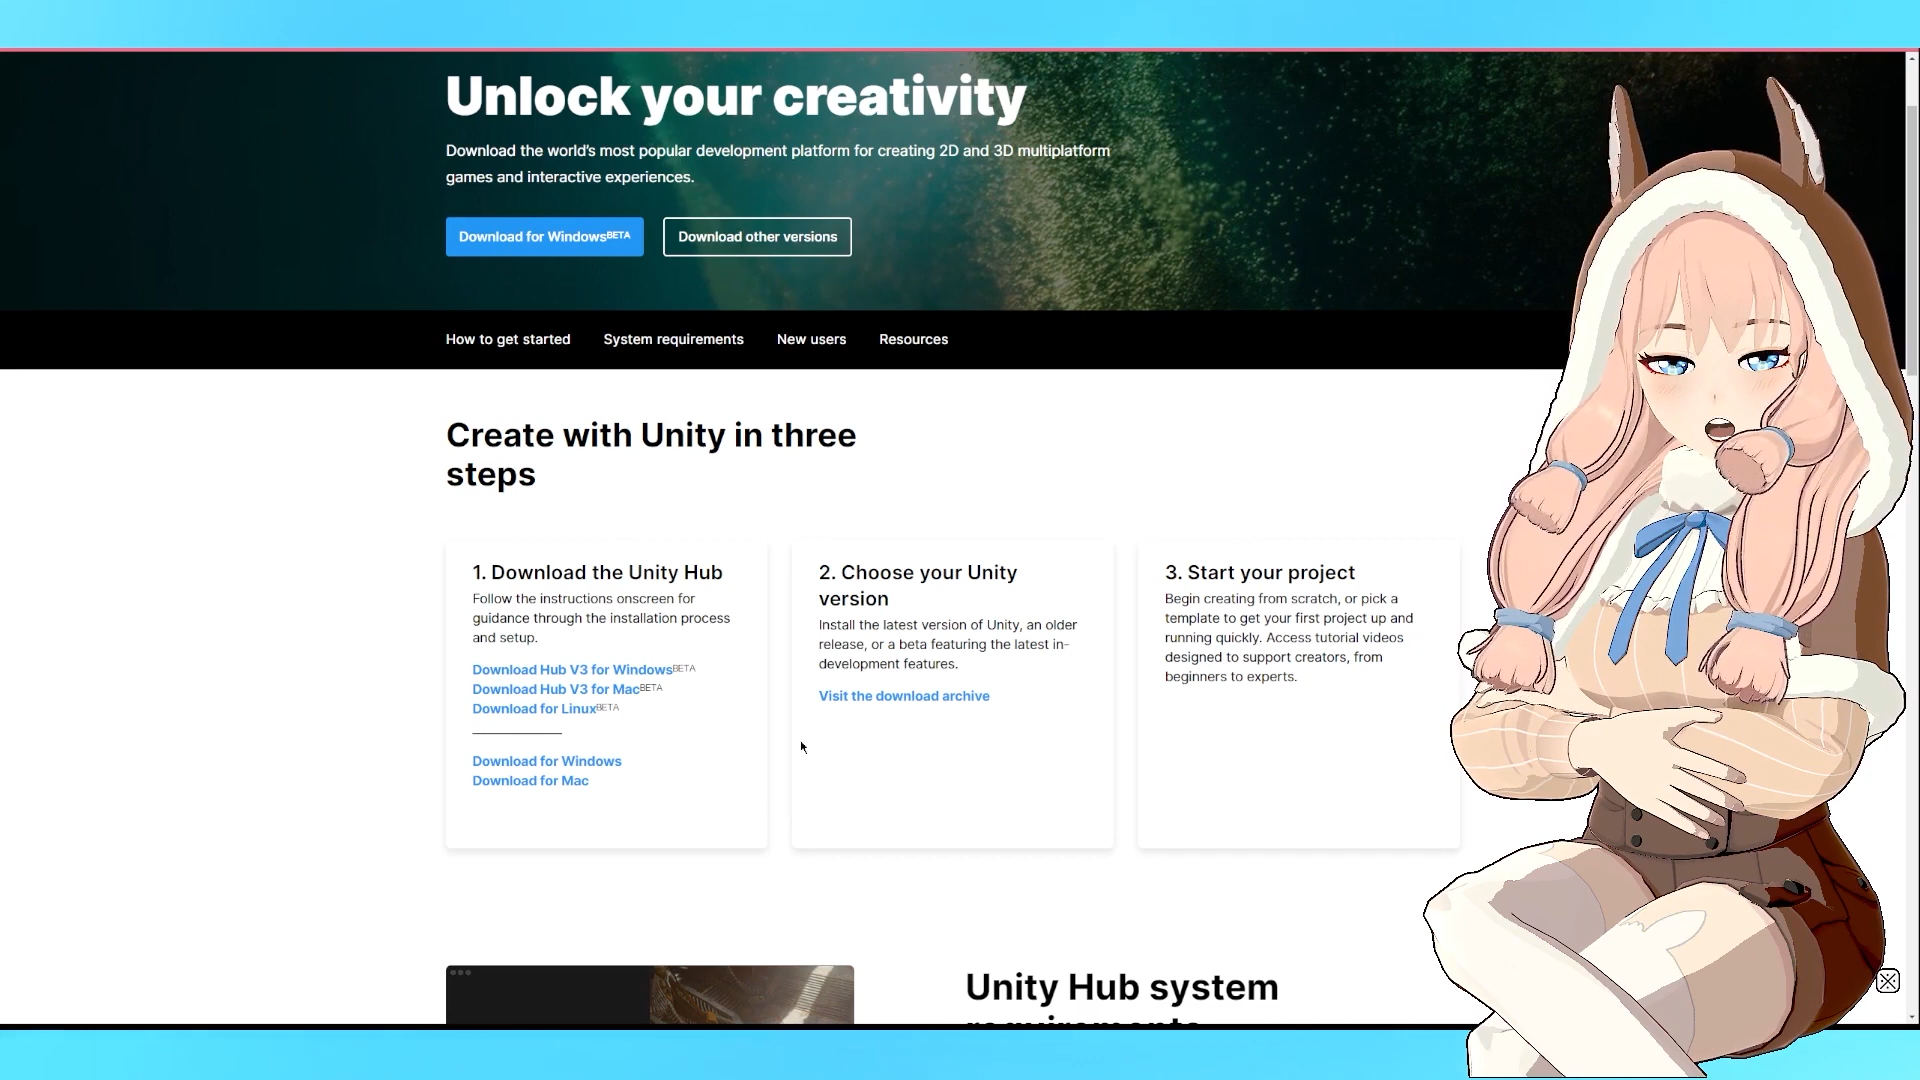 Unlock your creativity
Download the world's most popular development platform for creating 2D and 3D multiplatform
games and interactive experiences.
Download for WindowsBETA
Download other versions
How to get started
System requirements
New users
Resources
Create with Unity in three
steps
1. Download the Unity Hub
Follow the instructions onscreen for
guidance through the installation process
and setup.
Download Hub V3 for WindowsBETA
Download Hub V3 for MacBETA
Download for LinuxBETA
Download for Windows
Download for Mac
2. Choose your Unity
version
Install the latest version of Unity, an older
release, or a beta featuring the latest in-
development features.
Visit the download archive
3. Start your project
Begin creating from scratch, or pick a
template to get your first project up and
running quickly. Access tutorial videos
designed to support creators, from
beginners to experts.
Unity Hub system
requirements